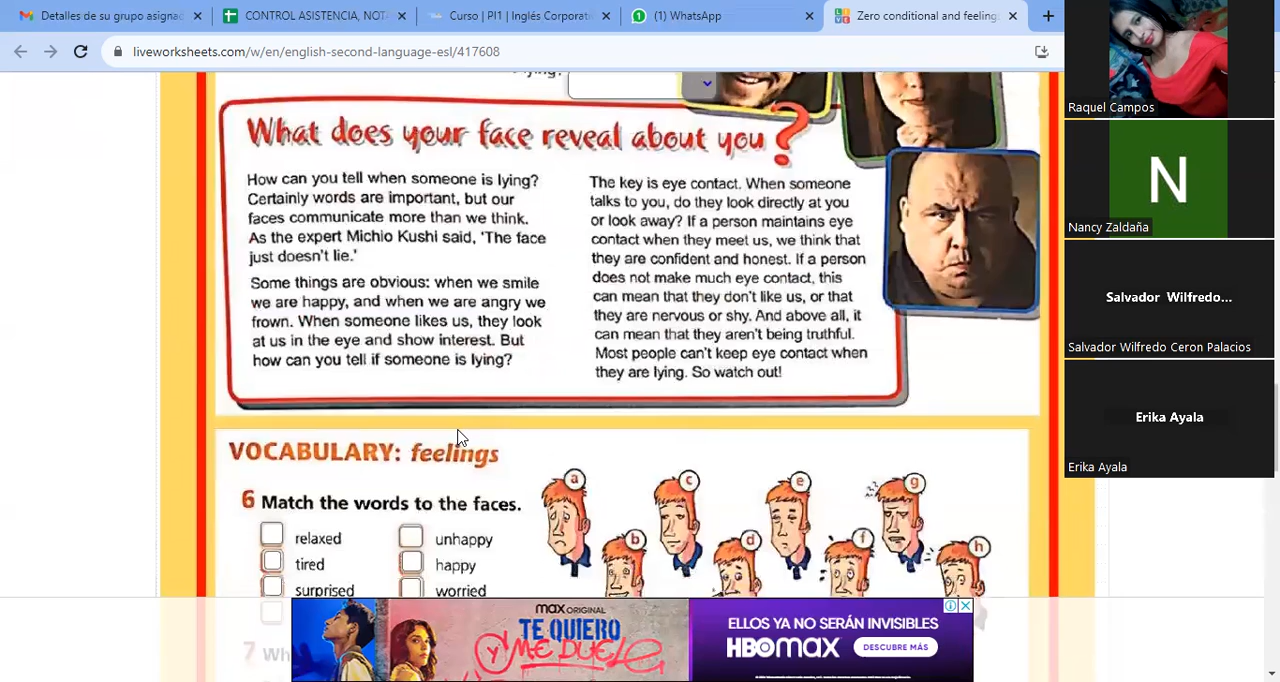 Detalles de su grupo asignad
CONTROL ASISTENCIA, NOTA
Curso | PI1 | Inglés Corporati
(1) WhatsApp
Zero conditional and feeling
liveworksheets.com/w/en/english-second-language-esl/417608
What does your face reveal about you?
How can you tell when someone is lying?
Certainly words are important, but our
faces communicate more than we think.
As the expert Michio Kushi said, 'The face
just doesn't lie.'
Some things are obvious: when we smile
we are happy, and when we are angry we
frown. When someone likes us, they look
at us in the eye and show interest. But
how can you tell if someone is lying?
The key is eye contact. When someone
talks to you, do they look directly at you
or look away? If a person maintains eye
contact when they meet us, we think that
they are confident and honest. If a person
does not make much eye contact, this
can mean that they don't like us, or that
they are nervous or shy. And above all, it
can mean that they aren't being truthful.
Most people can't keep eye contact when
they are lying. So watch out!
VOCABULARY: feelings
6 Match the words to the faces.
relaxed
unhappy
tired
happy
surprised
worried
a
c
e
g
b
d
f
h
7 Wh
max ORIGINAL
TE QUIERO
Y ME DUELE
ELLOS YA NO SERÁN INVISIBLES
HBOmax
DESCUBRE MÁS
Raquel Campos
N
Nancy Zaldaña
Salvador Wilfredo...
Salvador Wilfredo Ceron Palacios
Erika Ayala
Erika Ayala